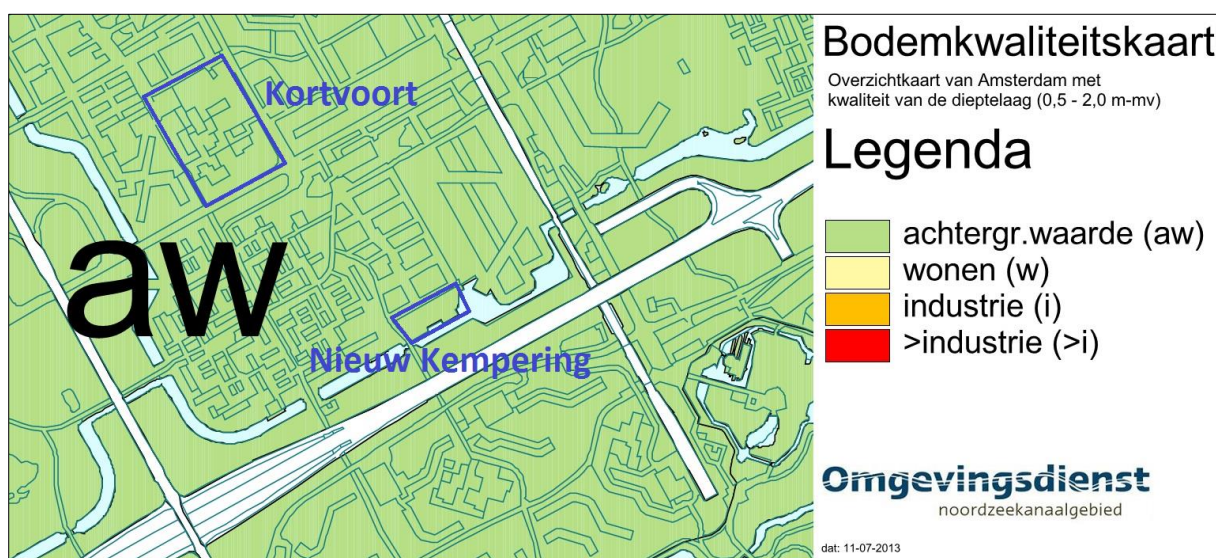 Bodemkwaliteitskaart
Overzichtkaart van Amsterdam met
kwaliteit van de dieptelaag (0,5 - 2,0 m-mv)
Legenda
achtergr.waarde (aw)
wonen (w)
industrie (i)
>industrie (>i)
Omgevingsdienst
noordzeekanaalgebied
dat: 11-07-2013
Kortvoort
aw
Nieuw Kempering